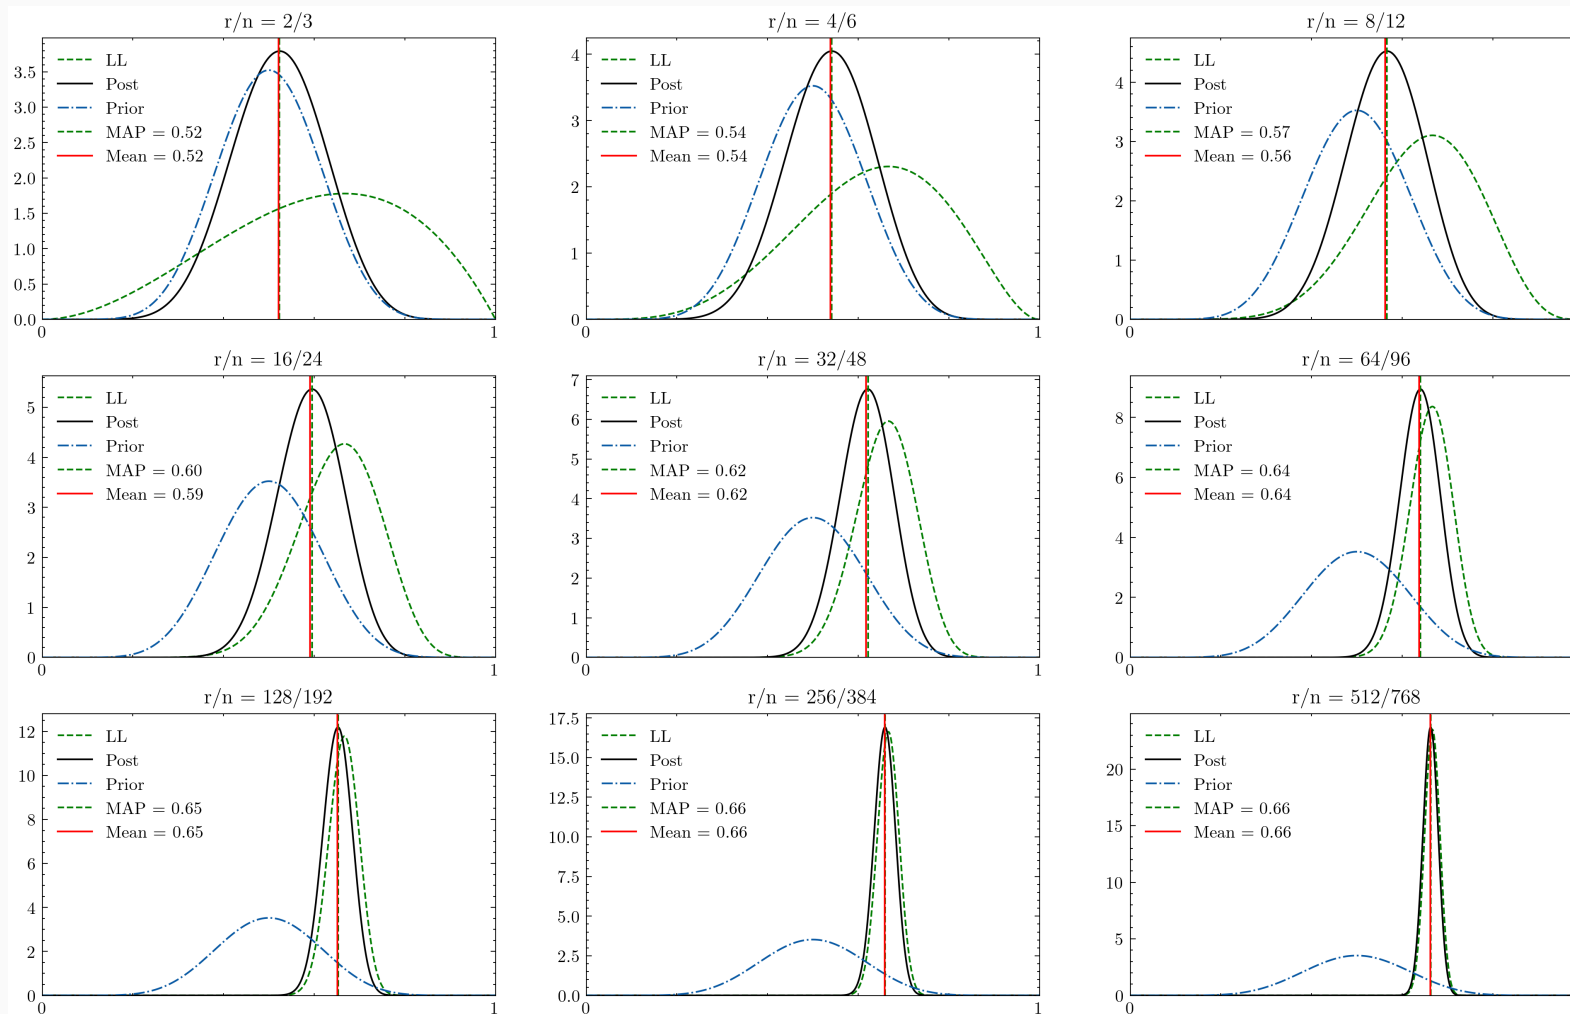 r/n = 2/3
LL
Post
Prior
MAP = 0.52
Mean = 0.52
3.5
3.0
2.5
2.0
1.5
1.0
0.5
0.0
0
1
r/n = 4/6
LL
Post
Prior
MAP = 0.54
Mean = 0.54
4
3
2
1
0
0
1
r/n = 8/12
LL
Post
Prior
MAP = 0.57
Mean = 0.56
4
3
2
1
0
0
r/n = 16/24
LL
Post
Prior
MAP = 0.60
Mean = 0.59
5
4
3
2
1
0
0
1
r/n = 32/48
LL
Post
Prior
MAP = 0.62
Mean = 0.62
7
6
5
4
3
2
1
0
0
1
r/n = 64/96
LL
Post
Prior
MAP = 0.64
Mean = 0.64
8
6
4
2
0
0
r/n = 128/192
LL
Post
Prior
MAP = 0.65
Mean = 0.65
12
10
8
6
4
2
0
0
1
r/n = 256/384
LL
Post
Prior
MAP = 0.66
Mean = 0.66
17.5
15.0
12.5
10.0
7.5
5.0
2.5
0.0
0
1
r/n = 512/768
LL
Post
Prior
MAP = 0.66
Mean = 0.66
20
15
10
5
0
0